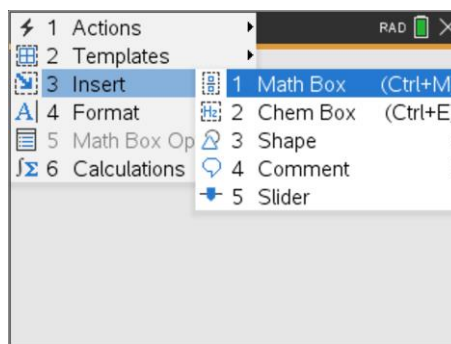 1 Actions
RAD
2 Templates
3 Insert
1 Math Box (Ctrl+M
4 Format
2 Chem Box (Ctrl+E
5 Math Box Op
3 Shape
6 Calculations
4 Comment
5 Slider